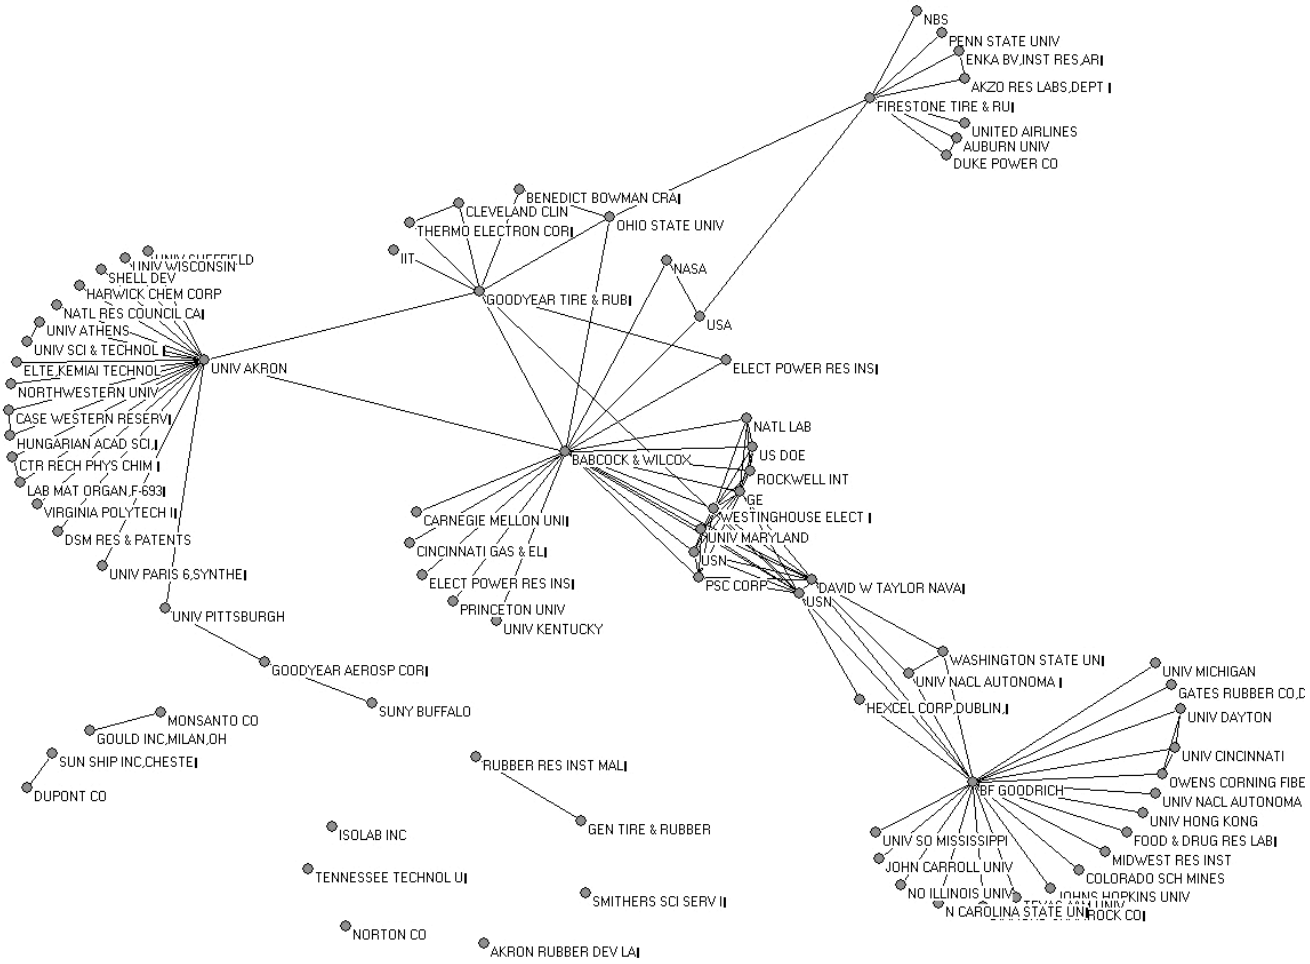 NBS
PENN STATE UNIV
ENKA BV,INST RES,ARI
AKZO RES LABS,DEPT I
FIRESTONE TIRE & RUI
UNITED AIRLINES
AUBURN UNIV
DUKE POWER CO
BENEDICT BOWMAN CRAI
CLEVELAND CLIN
OHIO STATE UNIV
THERMO ELECTRON CORI
IIT
NASA
GOODYEAR TIRE & RUBI
USA
UNIV SHEFFIELD
UNIV WISCONSIN
SHELL DEV
HARWICK CHEM CORP
NATL RES COUNCIL CAI
UNIV ATHENS
UNIV SCI & TECHNOL I
UNIV AKRON
ELTE,KEMIAI TECHNOL
NORTHWESTERN UNIV
CASE WESTERN RESERVI
HUNGARIAN ACAD SCI,I
CTR RECH PHYS CHIM I
LAB MAT ORGAN,F-693I
VIRGINIA POLYTECH II
DSM RES & PATENTS
UNIV PARIS 6,SYNTHEI
UNIV PITTSBURGH
ELECT POWER RES INSI
NATL LAB
US DOE
BABCOCK & WILCOX
ROCKWELL INT
GE
WESTINGHOUSE ELECT I
UNIV MARYLAND
USN
PSC CORP
DAVID W TAYLOR NAVAI
USN
CARNEGIE MELLON UNII
CINCINNATI GAS & ELI
ELECT POWER RES INSI
PRINCETON UNIV
UNIV KENTUCKY
GOODYEAR AEROSP CORI
SUNY BUFFALO
WASHINGTON STATE UNI
UNIV NACL AUTONOMA I
HEXCEL CORP,DUBLIN,I
UNIV MICHIGAN
GATES RUBBER CO,D
UNIV DAYTON
UNIV CINCINNATI
OWENS CORNING FIBE
BF GOODRICH
UNIV NACL AUTONOMA
UNIV HONG KONG
FOOD & DRUG RES LABI
MIDWEST RES INST
COLORADO SCH MINES
JOHNS HOPKINS UNIV
UNIV SO MISSISSIPPI
JOHN CARROLL UNIV
NO ILLINOIS UNIV
N CAROLINA STATE UNI
ROCK COI
MONSANTO CO
GOULD INC,MILAN,OH
SUN SHIP INC,CHESTEI
DUPONT CO
RUBBER RES INST MALI
GEN TIRE & RUBBER
ISOLAB INC
TENNESSEE TECHNOL UI
SMITHERS SCI SERV II
NORTON CO
AKRON RUBBER DEV LAI